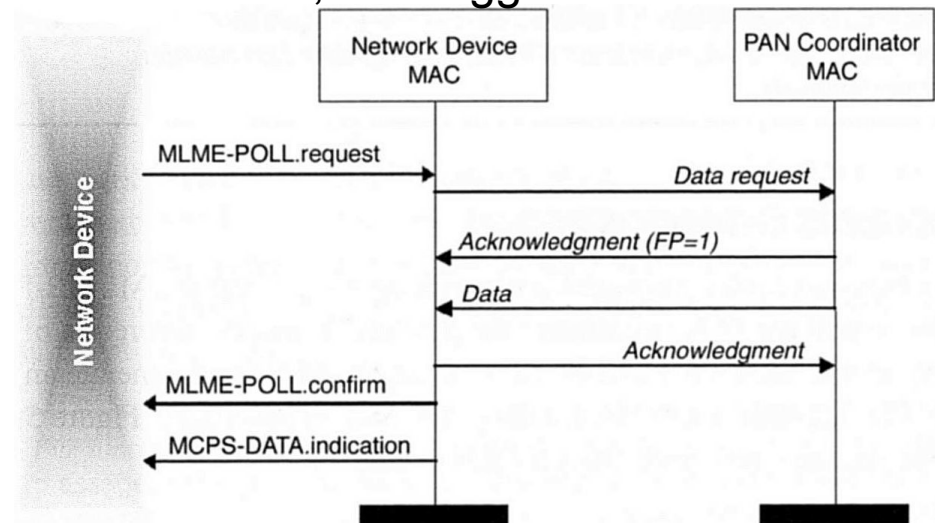 Network Device
MAC
PAN Coordinator
MAC
MLME-POLL.request
Data request
Acknowledgment (FP=1)
Data
Acknowledgment
MLME-POLL.confirm
MCPS-DATA.indication
Network Device